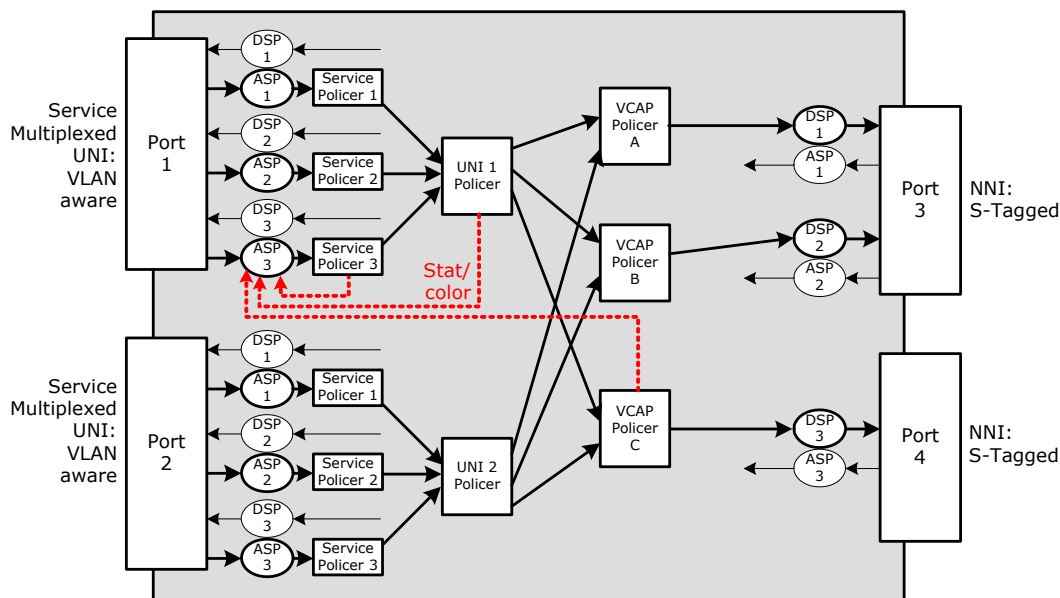 Service
Multiplexed
UNI:
VLAN
aware
Port
1
DSP
1
ASP
1
Service
Policer 1
DSP
2
ASP
2
Service
Policer 2
DSP
3
ASP
3
Service
Policer 3
UNI 1
Policer
Stat/
color
VCAP
Policer
A
VCAP
Policer
B
VCAP
Policer
C
DSP
1
ASP
1
DSP
2
ASP
2
Port
3
NNI:
S-Tagged
Service
Multiplexed
UNI:
VLAN
aware
Port
2
DSP
1
ASP
1
Service
Policer 1
DSP
2
ASP
2
Service
Policer 2
DSP
3
ASP
3
Service
Policer 3
UNI 2
Policer
DSP
3
ASP
3
Port
4
NNI:
S-Tagged